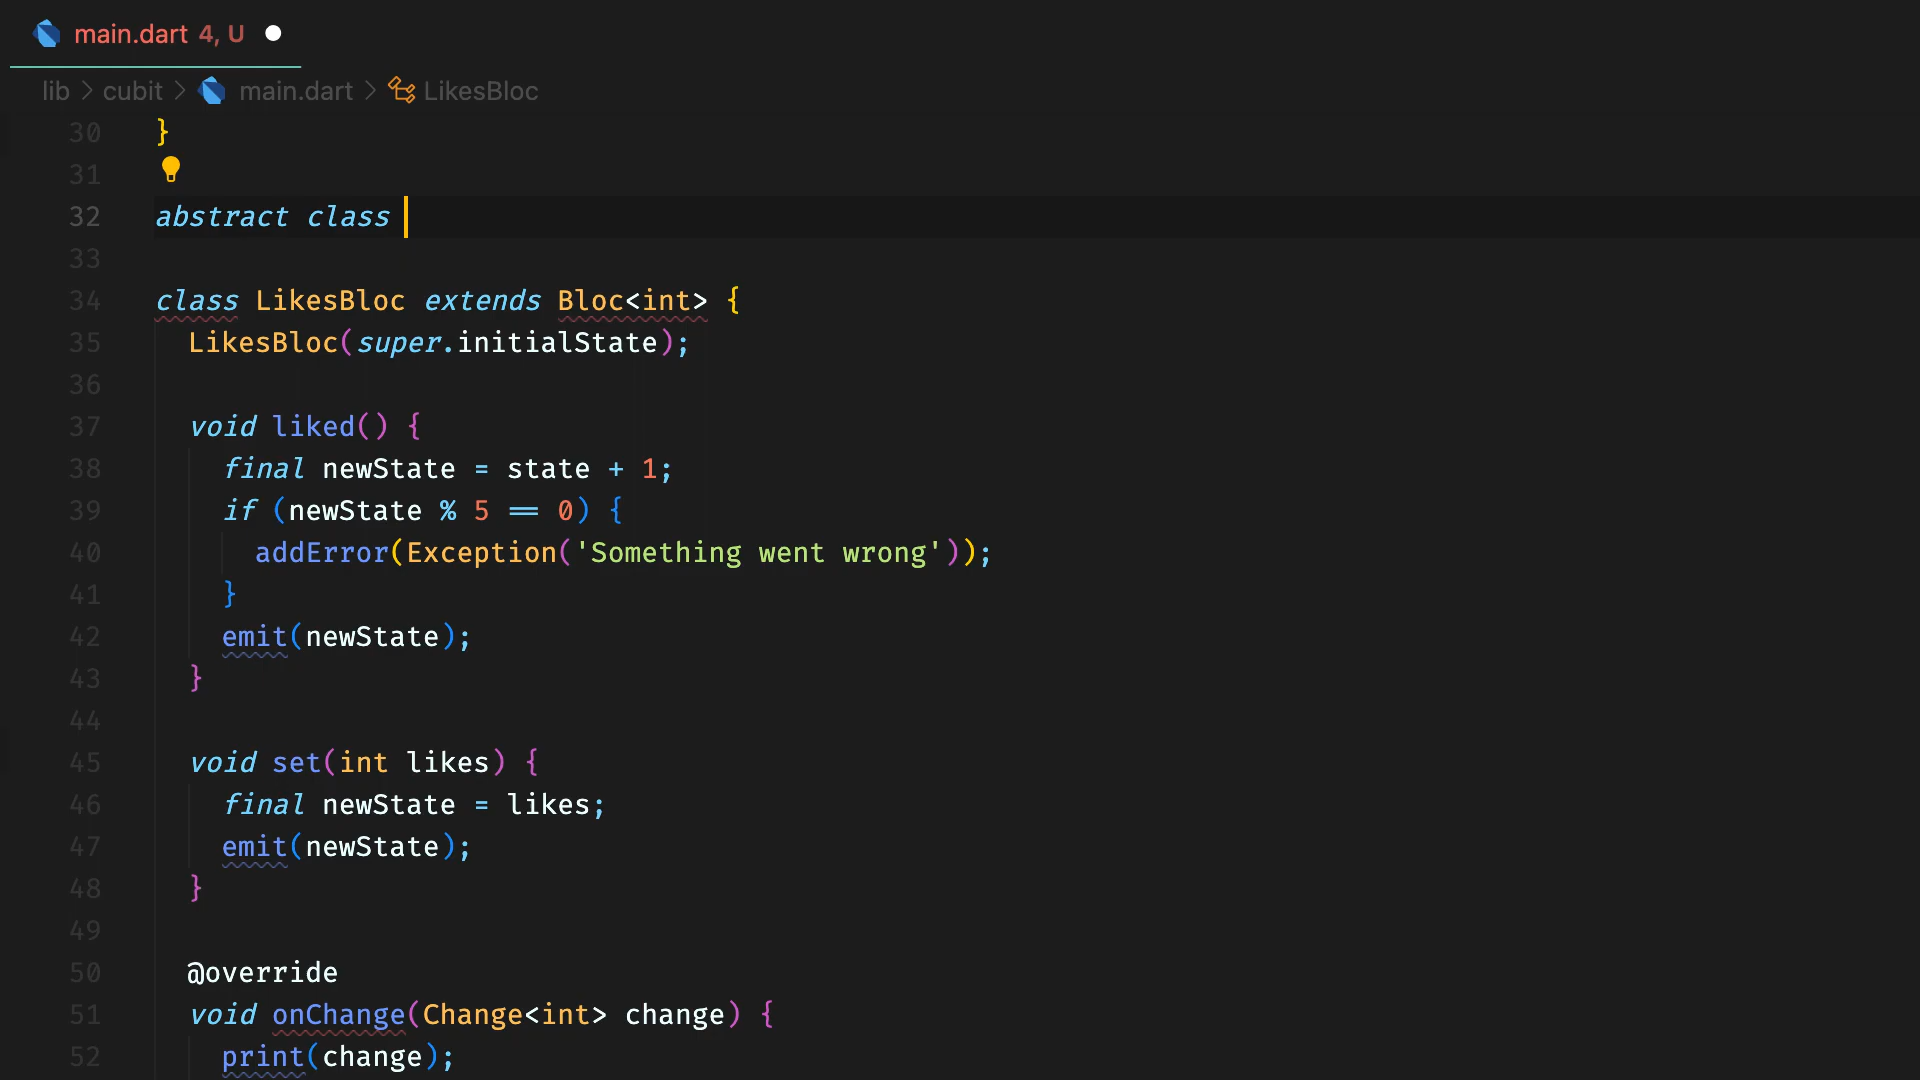 main.dart 4, U
lib > cubit > main.dart > LikesBloc
30 }
31
32 abstract class
33
34 class LikesBloc extends Bloc<int> {
35 LikesBloc(super.initialState);
36
37 void liked() {
38 final newState = state + 1;
39 if (newState % 5 == 0) {
40 addError(Exception('Something went wrong'));
41 }
42 emit(newState);
43 }
44
45 void set(int likes) {
46 final newState = likes;
47 emit(newState);
48 }
49
50 @override
51 void onChange(Change<int> change) {
52 print(change);